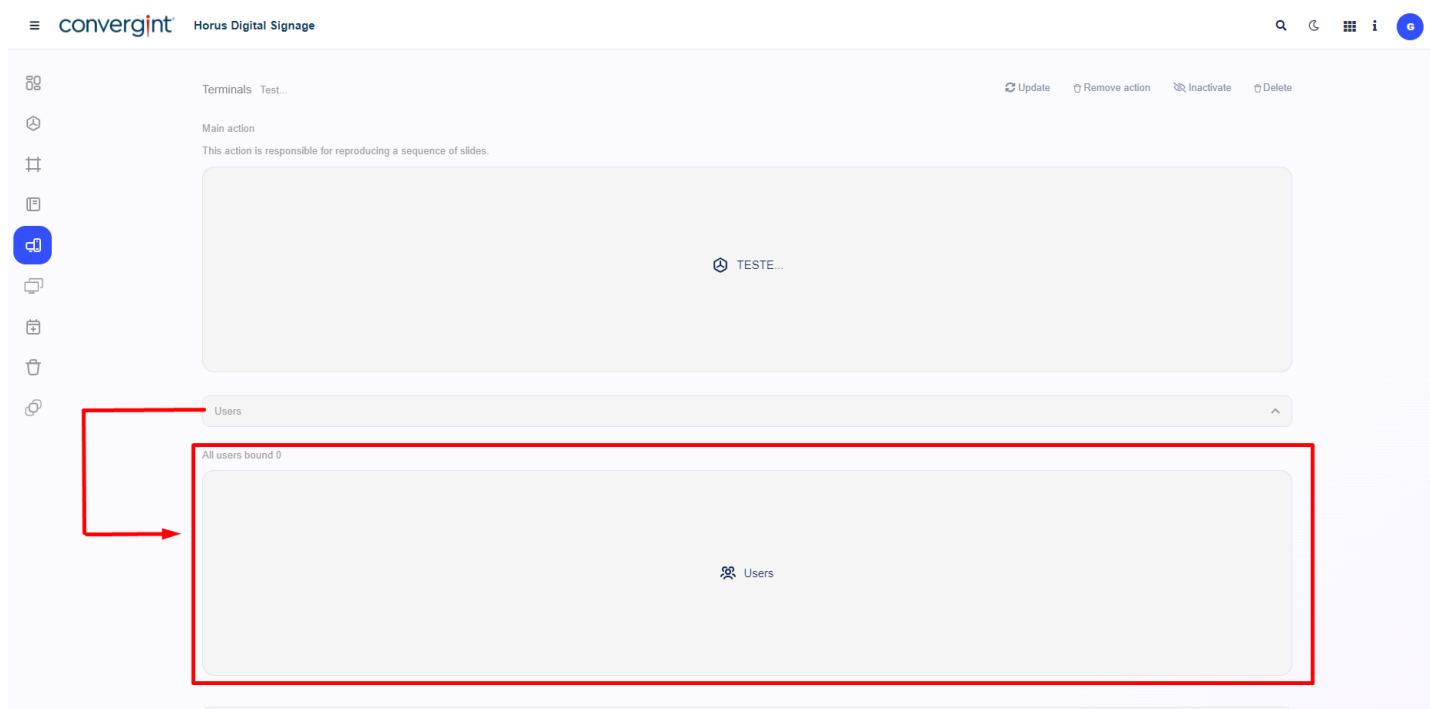 convergint Horus Digital Signage G
Terminals Test... Update Remove action Inactivate Delete
Main action
This action is responsible for reproducing a sequence of slides.
TESTE...
Users
All users bound 0
Users